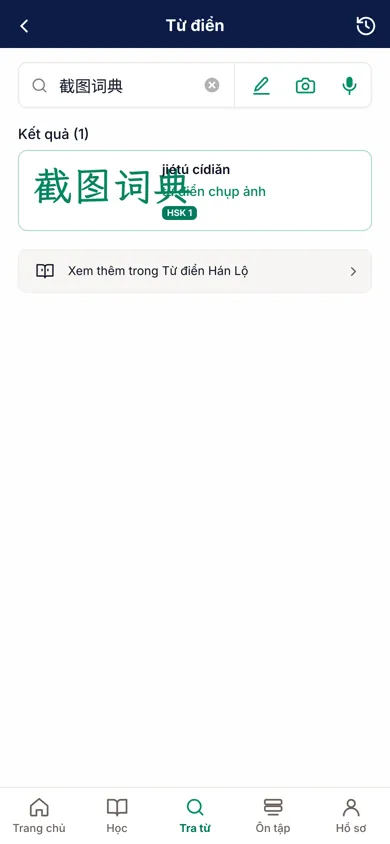 Từ điển
截图词典
Kết quả (1)
截图词典
jiétú cídiǎn
từ điển chụp ảnh
HSK 1
Xem thêm trong Từ điển Hán Lộ
Trang chủ
Học
Tra từ
Ôn tập
Hồ sơ